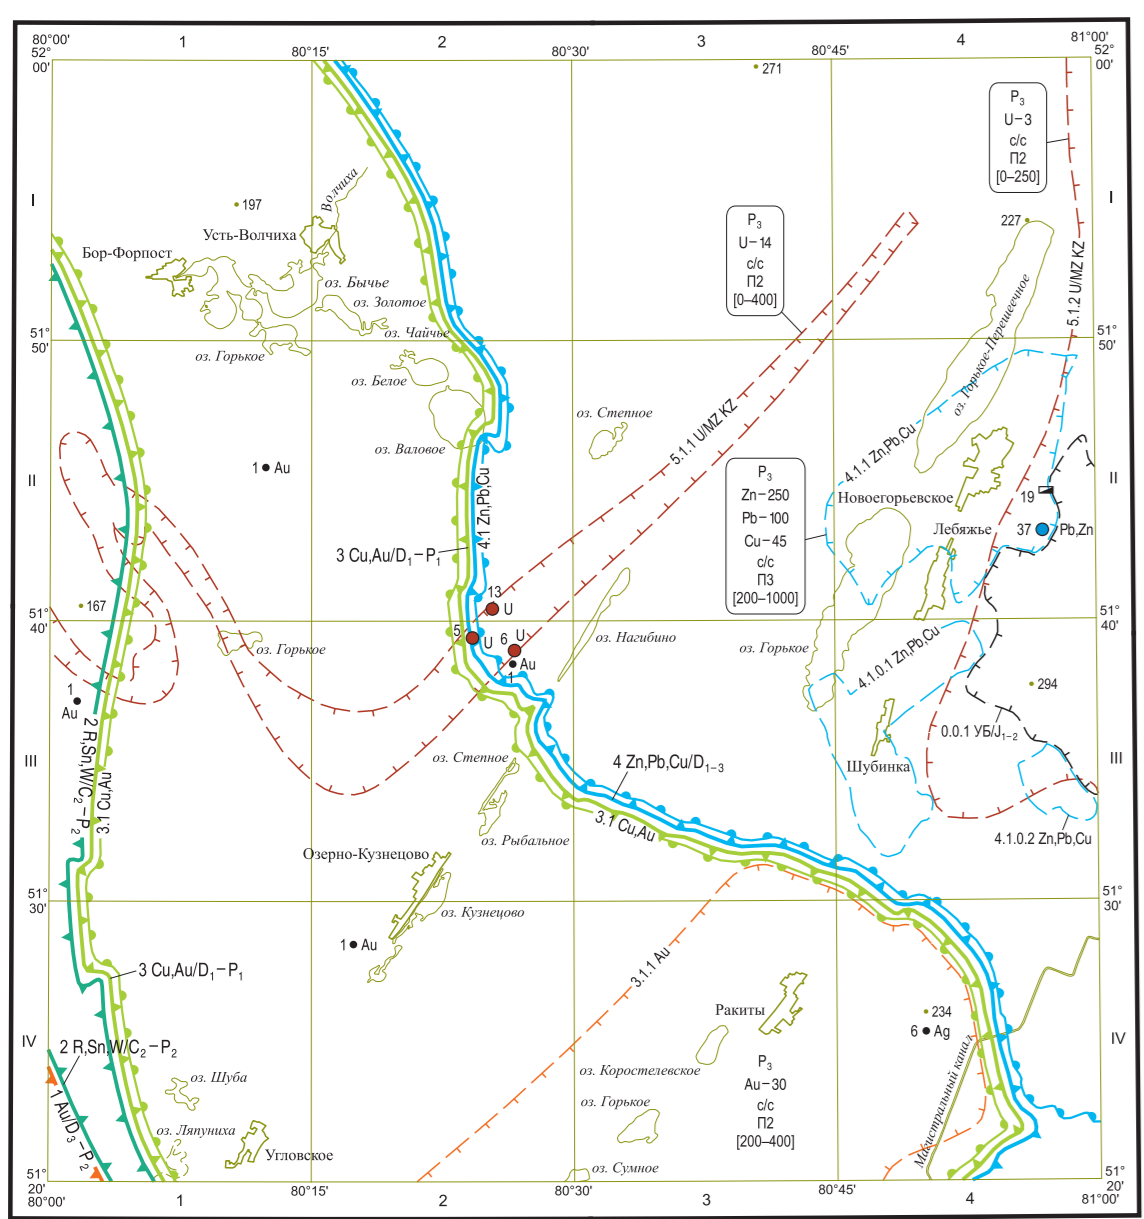 80°00'
1
80°15'
2
80°30'
3
80°45'
4
81°00'
52°
00'
52°
00'
271
P3
U–3
с/с
П2
[0–250]
I
I
197
Волчиха
Усть-Волчиха
Бор-Форпост
227
P3
U–14
с/с
П2
[0–400]
5.1.2 U/MZ KZ
оз. Бычье
оз. Золотое
оз. Чайчье
оз. Горькое
оз. Горькое-Перешеечное
51°
50'
51°
50'
оз. Белое
оз. Степное
5.1.1 U/MZ KZ
оз. Валовое
4.1.1 Zn,Pb,Cu
1 Au
II
II
P3
Zn–250
Pb–100
Cu–45
с/с
П3
[200–1000]
4.1 Zn,Pb,Cu
Новоегорьевское
19
Лебяжье
37 Pb,Zn
3 Cu,Au/D1–P1
13
U
167
51°
40'
51°
40'
5
U
6
U
Au
1
оз. Горькое
оз. Нагибино
оз. Горькое
4.1.0.1 Zn,Pb,Cu
294
1
Au
0.0.1 УБ/J1–2
2 R,Sn,W/C2–P2
3.1 Cu,Au
III
III
оз. Степное
4 Zn,Pb,Cu/D1–3
Шубинка
3.1 Cu,Au
оз. Рыбальное
4.1.0.2 Zn,Pb,Cu
Озерно-Кузнецово
51°
30'
51°
30'
оз. Кузнецово
1 Au
3 Cu,Au/D1–P1
3.1.1 Au
Ракиты
234
6 Ag
IV
IV
2 R,Sn,W/C2–P2
оз. Шуба
1 Au/D3–P2
оз. Коростелевское
P3
Au–30
с/с
П2
[200–400]
оз. Горькое
Магистральный канал
оз. Ляпуниха
Угловское
оз. Сумное
51°
20'
51°
20'
80°00'
1
80°15'
2
80°30'
3
80°45'
4
81°00'